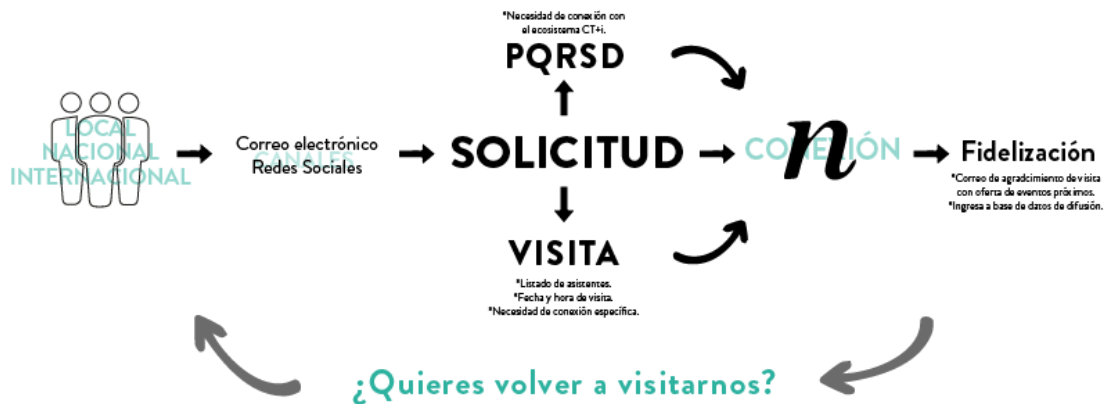 LOCAL
NACIONAL
INTERNACIONAL
CANALES
Correo electrónico
Redes Sociales
*Necesidad de conexión con
el ecosistema CT+i.
PQRSD
SOLICITUD
VISITA
*Listado de asistentes.
*Fecha y hora de visita.
*Necesidad de conexión específica.
CONEXIÓN
n
Fidelización
*Correo de agradcimiento de visita
con oferta de eventos próximos.
*Ingresa a base de datos de difusión.
¿Quieres volver a visitarnos?